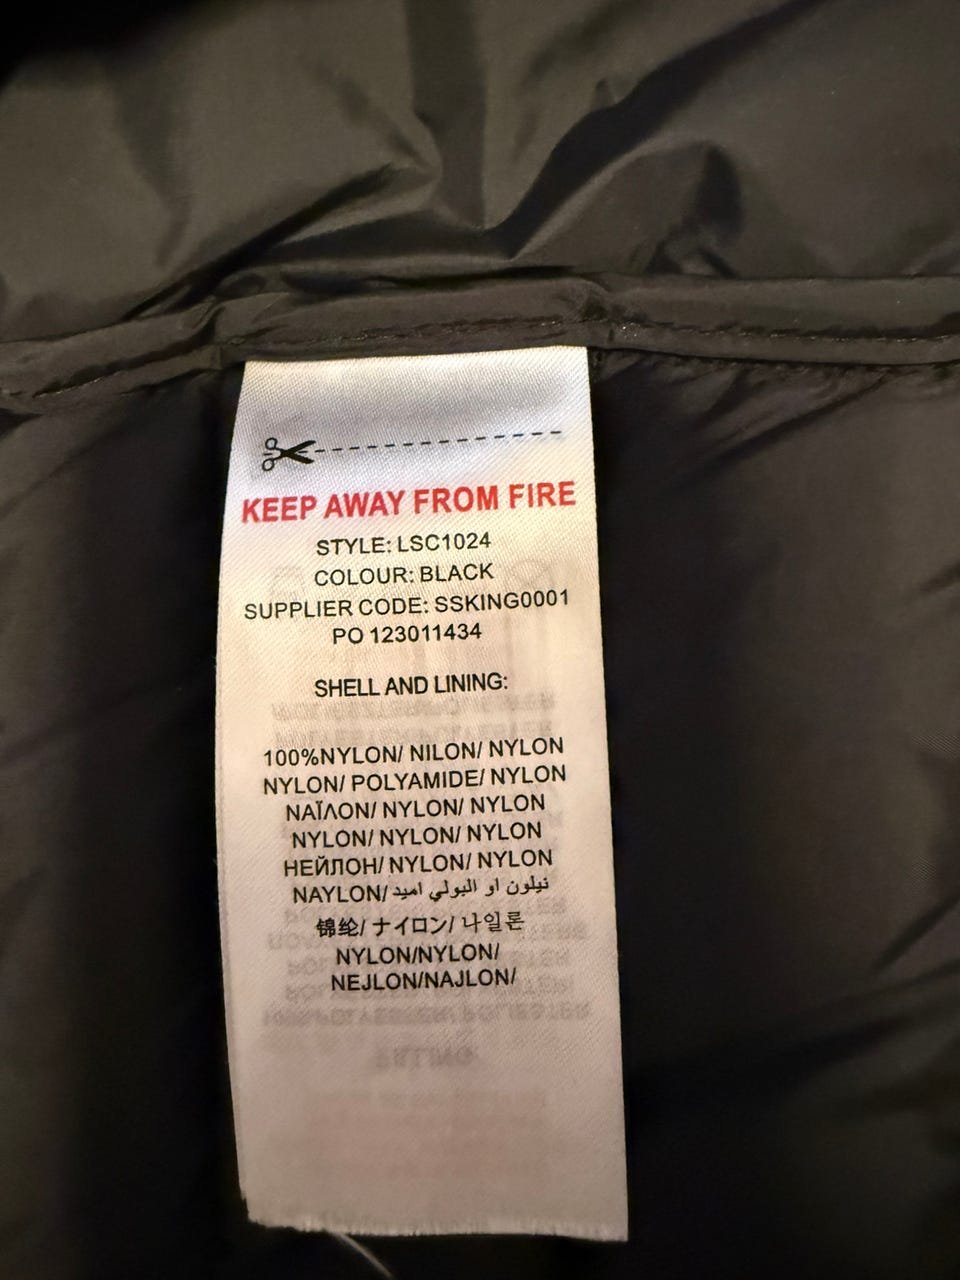 KEEP AWAY FROM FIRE
STYLE: LSC1024
COLOUR: BLACK
SUPPLIER CODE: SSKING0001
PO 123011434
SHELL AND LINING:
100%NYLON/ NILON/ NYLON
NYLON/ POLYAMIDE/ NYLON
ΝΑΪΛΟΝ/ NYLON/ NYLON
NYLON/ NYLON/ NYLON
НЕЙЛОН/ NYLON/ NYLON
NAYLON/ نيلون او البولي اميد
锦纶/ ナイロン/ 나일론
NYLON/NYLON/
NEJLON/NAJLON/